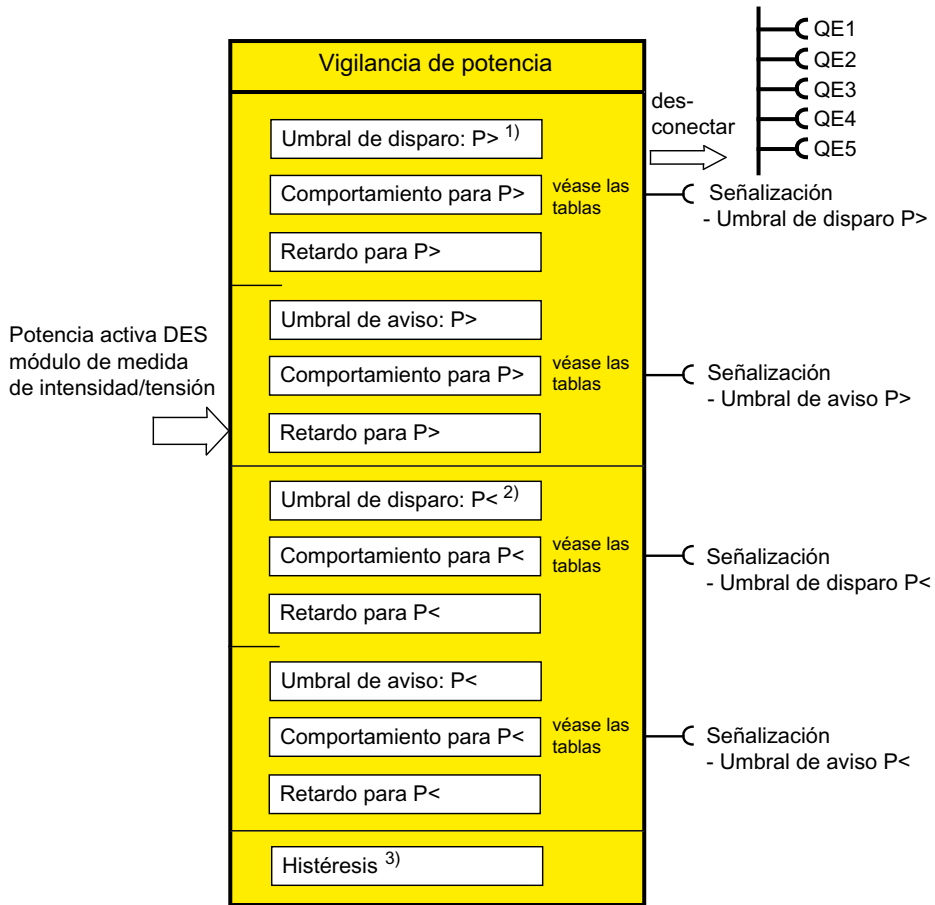 Vigilancia de potencia
Umbral de disparo: P> 1)
Comportamiento para P>
véase las
tablas
Retardo para P>
Umbral de aviso: P>
Comportamiento para P>
véase las
tablas
Retardo para P>
Umbral de disparo: P< 2)
Comportamiento para P<
véase las
tablas
Retardo para P<
Umbral de aviso: P<
Comportamiento para P<
véase las
tablas
Retardo para P<
Histéresis 3)
Potencia activa DES
módulo de medida
de intensidad/tensión
des-
conectar
QE1
QE2
QE3
QE4
QE5
Señalización
- Umbral de disparo P>
Señalización
- Umbral de aviso P>
Señalización
- Umbral de disparo P<
Señalización
- Umbral de aviso P<